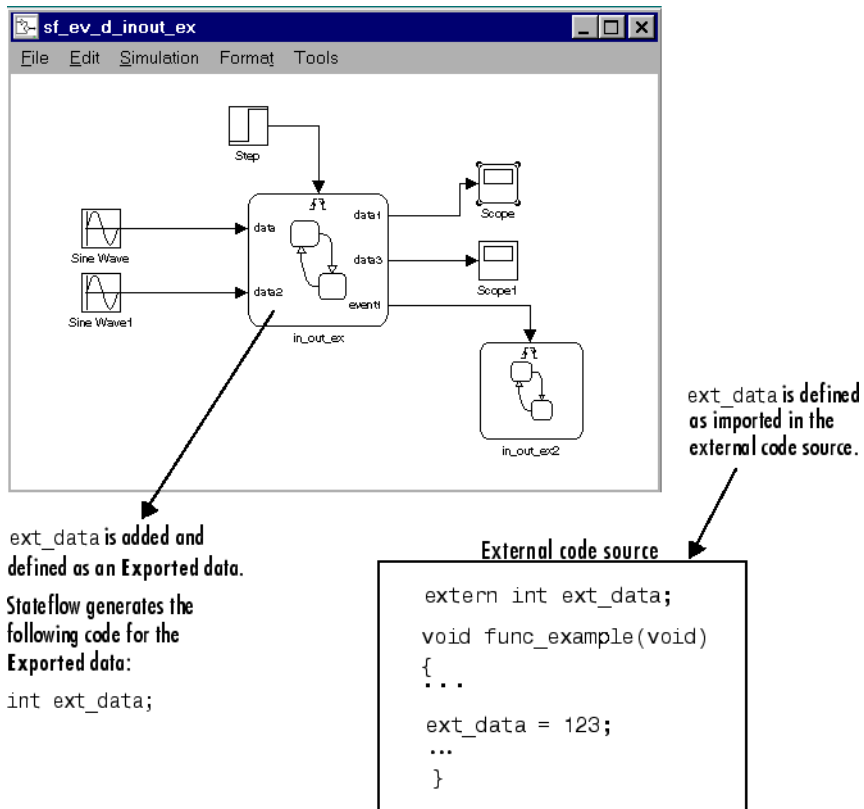 sf_ev_d_inout_ex
File Edit Simulation Format Tools
Step
Sine Wave
Sine Wave1
data
data2
data1
data3
event1
in_out_ex
Scope
Scope1
in_out_ex2
ext_data is defined
as imported in the
external code source.
ext_data is added and
defined as an Exported data.
Stateflow generates the
following code for the
Exported data:
int ext_data;
External code source
extern int ext_data;
void func_example(void)
{
...
ext_data = 123;
...
}